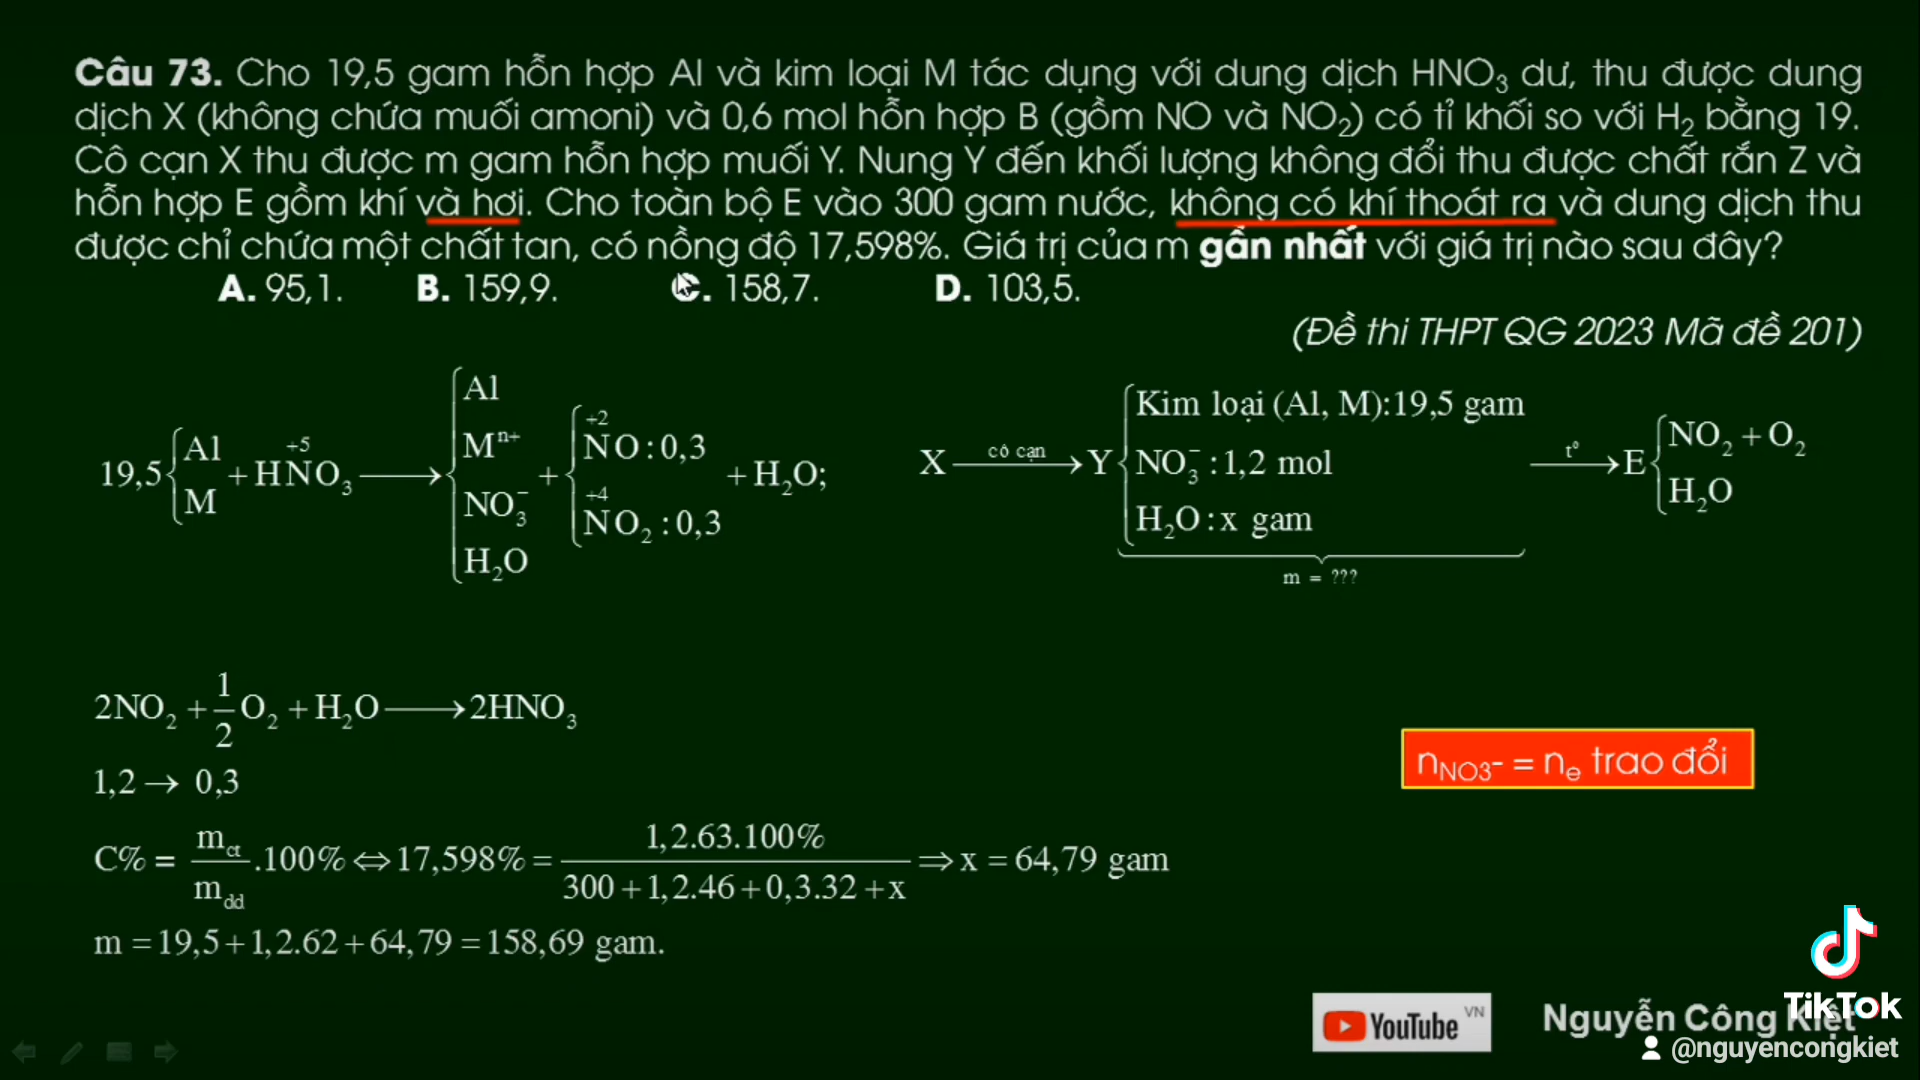 Câu 73. Cho 19,5 gam hỗn hợp Al và kim loại M tác dụng với dung dịch HNO₃ dư, thu được dung
dịch X (không chứa muối amoni) và 0,6 mol hỗn hợp B (gồm NO và NO₂) có tỉ khối so với H₂ bằng 19.
Cô cạn X thu được m gam hỗn hợp muối Y. Nung Y đến khối lượng không đổi thu được chất rắn Z và
hỗn hợp E gồm khí và hơi. Cho toàn bộ E vào 300 gam nước, không có khí thoát ra và dung dịch thu
được chỉ chứa một chất tan, có nồng độ 17,598%. Giá trị của m gần nhất với giá trị nào sau đây?
A. 95,1. B. 159,9. C. 158,7. D. 103,5.
(Đề thi THPT QG 2023 Mã đề 201)
19,5 { Al M + HN⁺⁵O₃ ⟶ { Al Mⁿ⁺ NO₃⁻ H₂O + { N⁺²O : 0,3 N⁺⁴O₂ : 0,3 + H₂O;
X —cô cạn→ Y { Kim loại (Al, M):19,5 gam NO₃⁻ : 1,2 mol H₂O : x gam —t°→ E { NO₂ + O₂ H₂O
m = ???
2NO₂ + 1/2 O₂ + H₂O ⟶ 2HNO₃
1,2 → 0,3
n_NO3⁻ = n_e trao đổi
C% = m_ct/m_dd .100% ⇔ 17,598% = 1,2.63.100% / 300 + 1,2.46 + 0,3.32 + x ⇒ x = 64,79 gam
m = 19,5 + 1,2.62 + 64,79 = 158,69 gam.
YouTube VN
Nguyễn Công Kiệt
TikTok
@nguyencongkiet